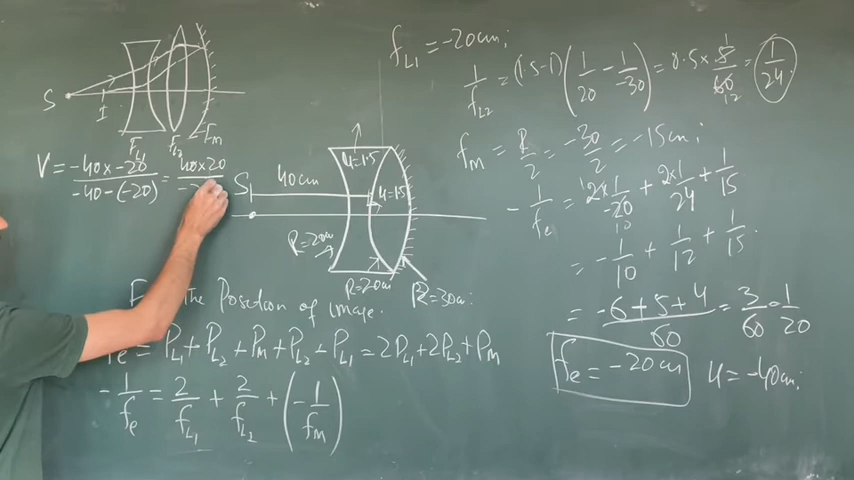 S
I
F_L1 F_L2 F_m
V = (-40 × -20)/(-40 - (-20)) = (40 × 20)/(-2
S
40cm
μ = 1.5
μ = 1.5
R = 20cm
R = 20cm
R = 30cm
the Position of image.
P_e = P_L1 + P_L2 + P_M + P_L2 + P_L1 = 2P_L1 + 2P_L2 + P_M
-1/f_e = 2/f_L1 + 2/f_L2 + (-1/f_m)
f_L1 = -20cm;
1/f_L2 = (1.5-1)(1/20 - 1/-30) = 0.5 × 5/60 = 1/24
f_m = R/2 = -30/2 = -15cm;
-1/f_e = 2×1/-20 + 2×1/24 + 1/15
= -1/10 + 1/12 + 1/15.
= (-6+5+4)/60 = 3/60 = 1/20
f_e = -20cm u = -40cm;